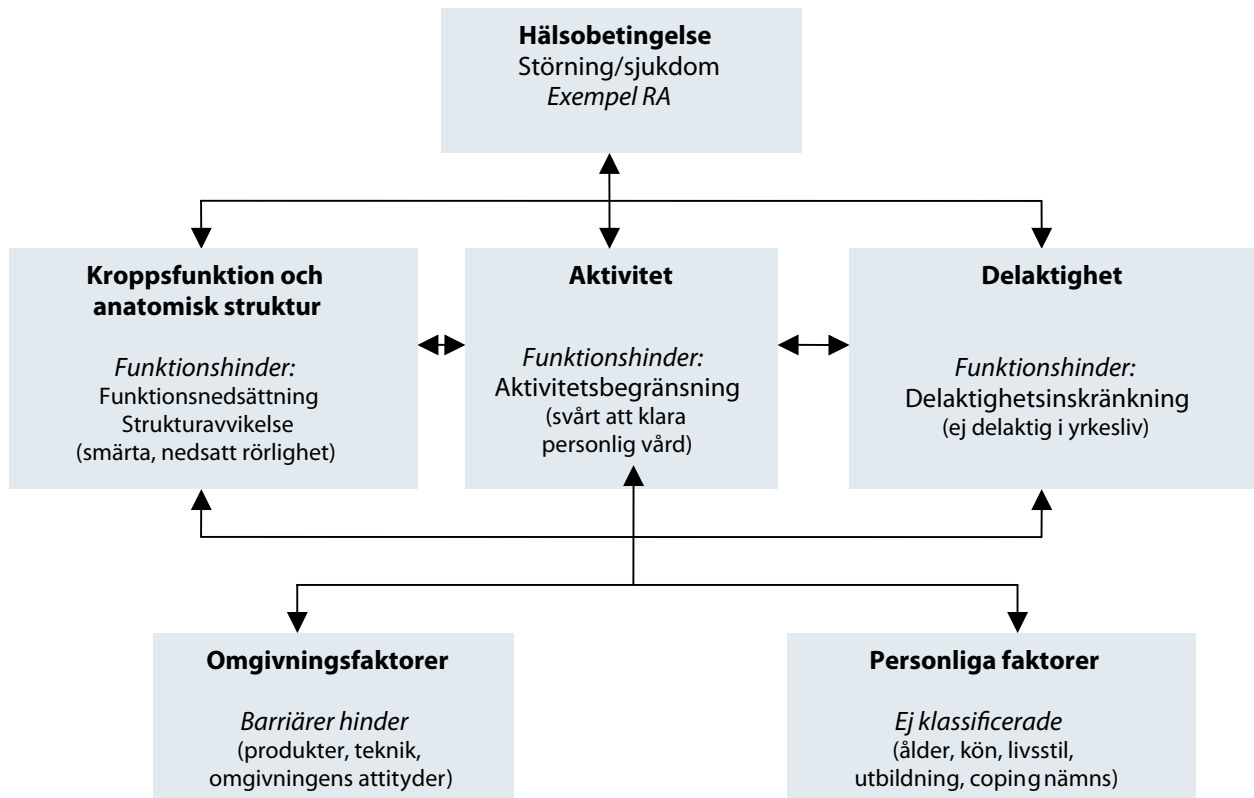 Hälsobetingelse
Störning/sjukdom
Exempel RA
Kroppsfunktion och
anatomisk struktur
Funktionshinder:
Funktionsnedsättning
Strukturavvikelse
(smärta, nedsatt rörlighet)
Aktivitet
Funktionshinder:
Aktivitetsbegränsning
(svårt att klara
personlig vård)
Delaktighet
Funktionshinder:
Delaktighetsinskränkning
(ej delaktig i yrkesliv)
Omgivningsfaktorer
Barriärer hinder
(produkter, teknik,
omgivningens attityder)
Personliga faktorer
Ej klassificerade
(ålder, kön, livsstil,
utbildning, coping nämns)